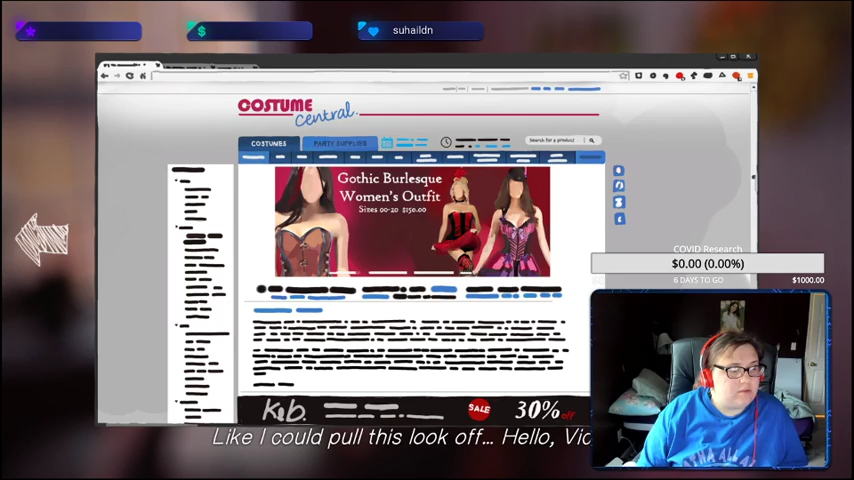 suhaildn
COSTUME
central.
COSTUMES
PARTY SUPPLIES
Search for a product
Gothic Burlesque
Women's Outfit
Sizes 00-20 $150.00
COVID Research
$0.00 (0.00%)
6 DAYS TO GO
$1000.00
SALE
30% off
Like I could pull this look off... Hello, Vic